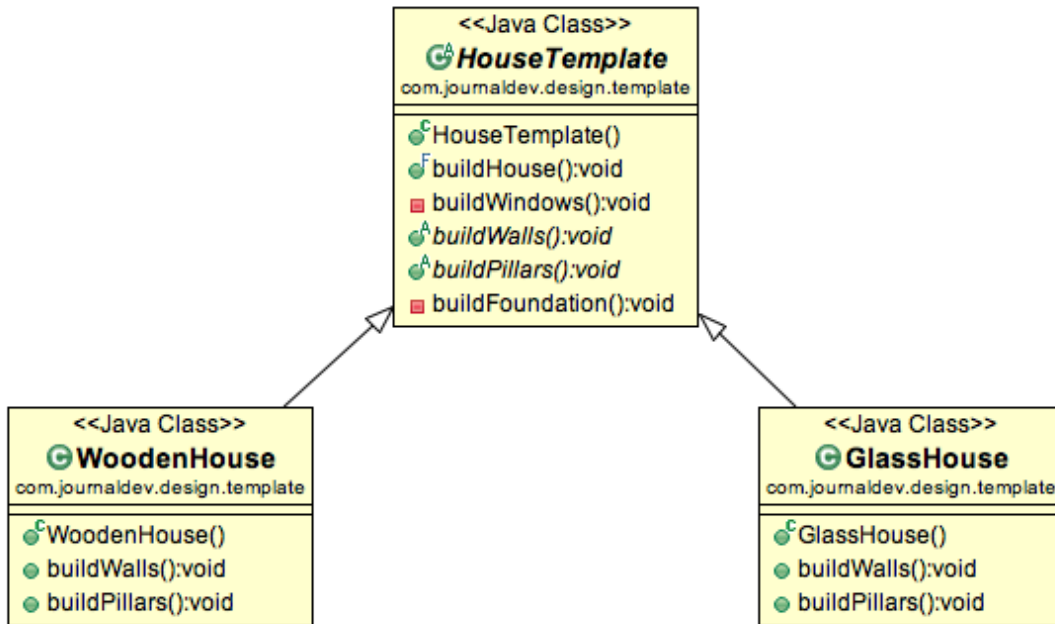 <<Java Class>>
HouseTemplate
com.journaldev.design.template
HouseTemplate()
buildHouse():void
buildWindows():void
buildWalls():void
buildPillars():void
buildFoundation():void
<<Java Class>>
WoodenHouse
com.journaldev.design.template
WoodenHouse()
buildWalls():void
buildPillars():void
<<Java Class>>
GlassHouse
com.journaldev.design.template
GlassHouse()
buildWalls():void
buildPillars():void